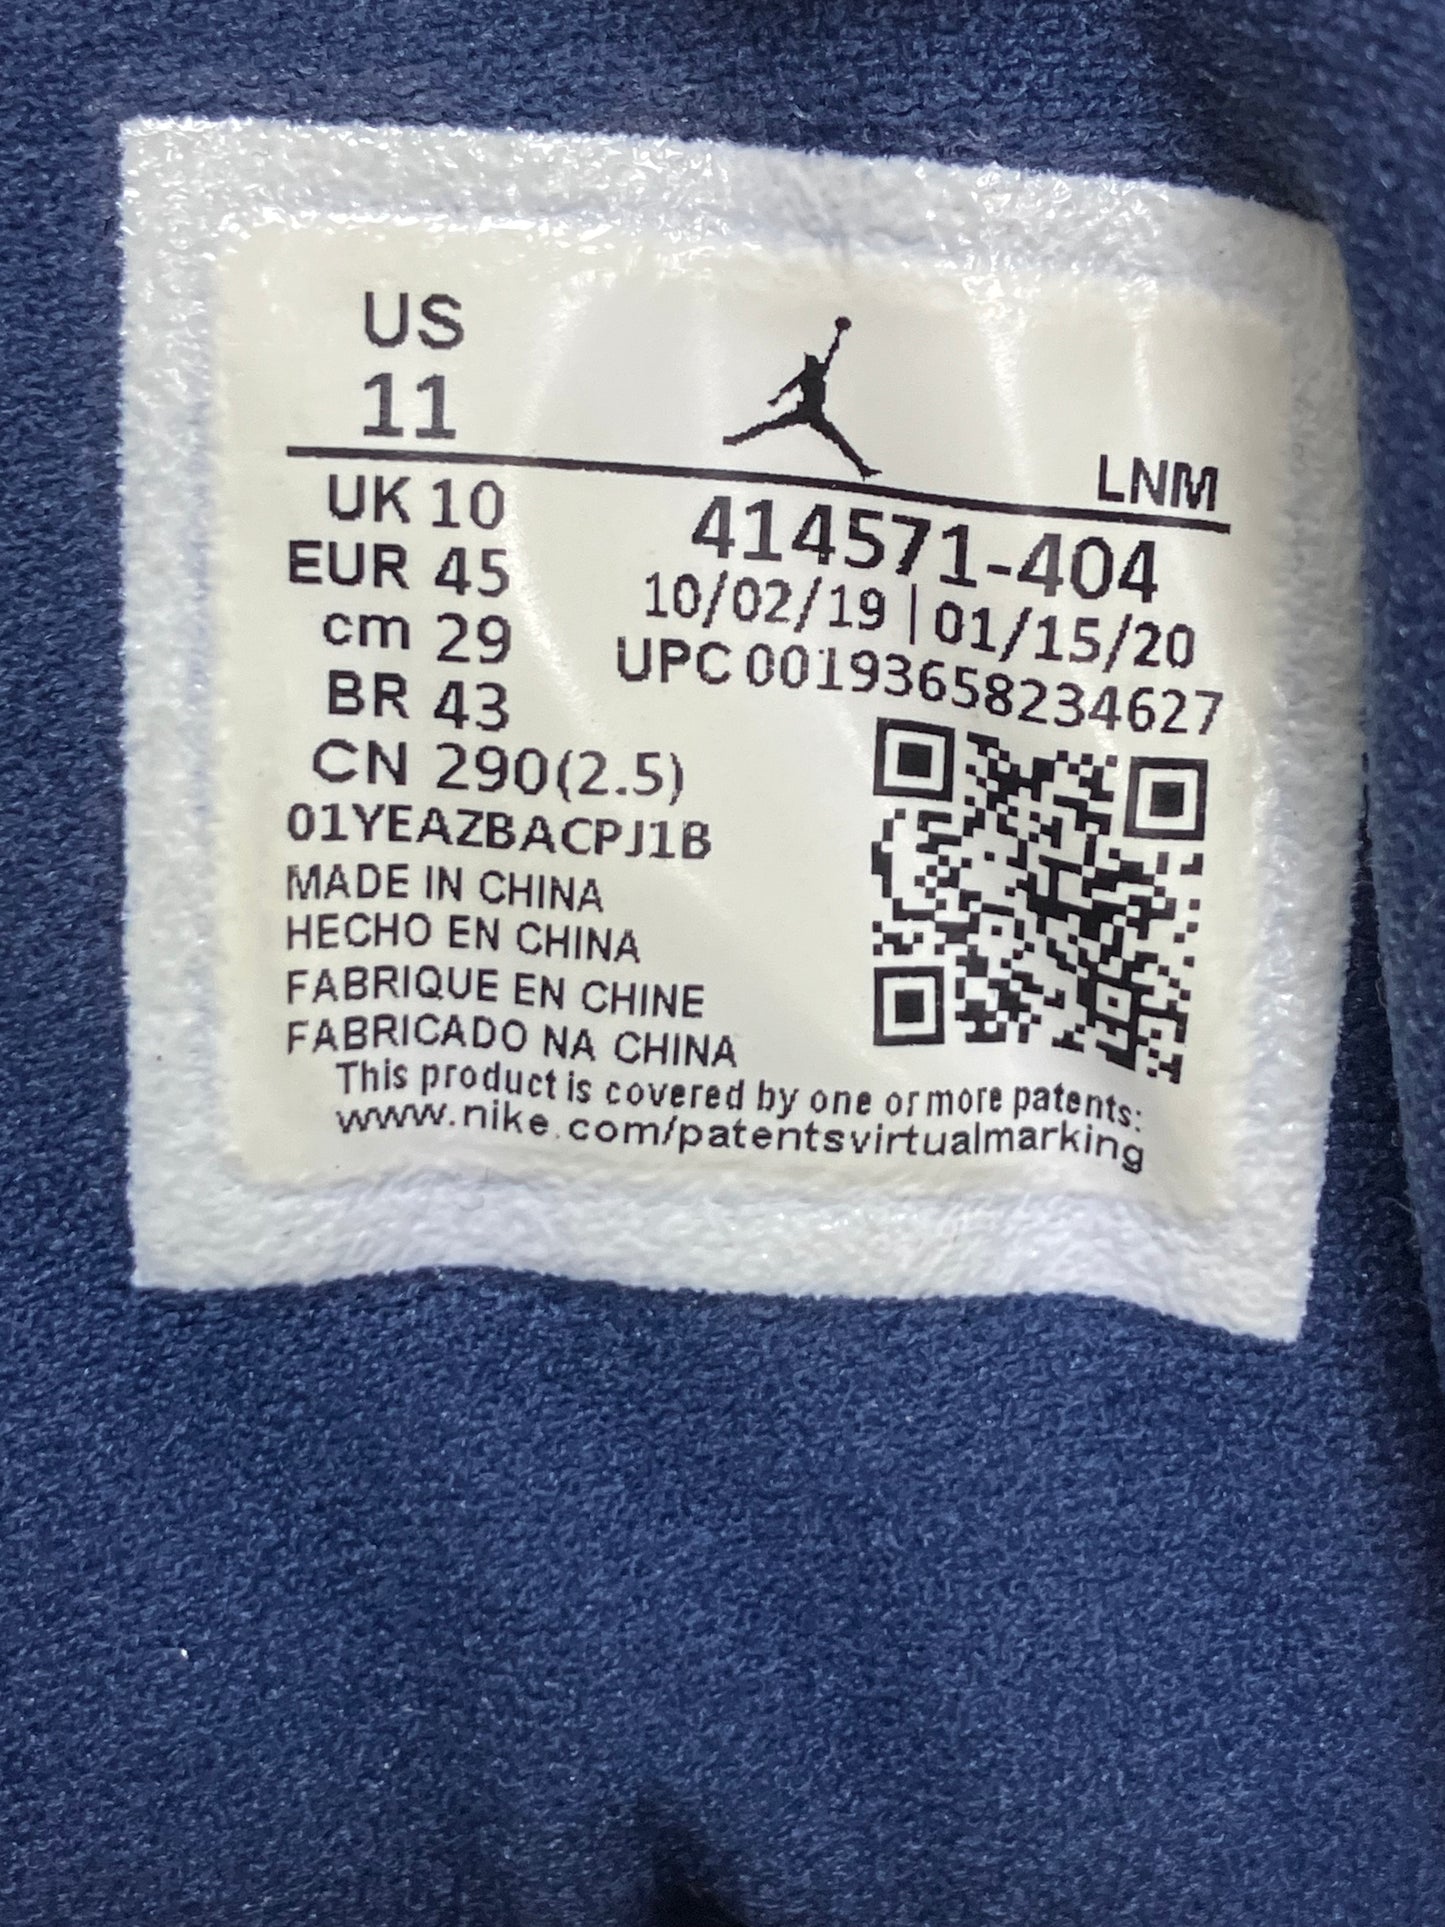 US
11
LNM
UK 10
EUR 45
cm 29
BR 43
CN 290(2.5)
414571-404
10/02/19 | 01/15/20
UPC 00193658234627
01YEAZBACPJ1B
MADE IN CHINA
HECHO EN CHINA
FABRIQUE EN CHINE
FABRICADO NA CHINA
This product is covered by one or more patents:
www.nike.com/patentsvirtualmarking